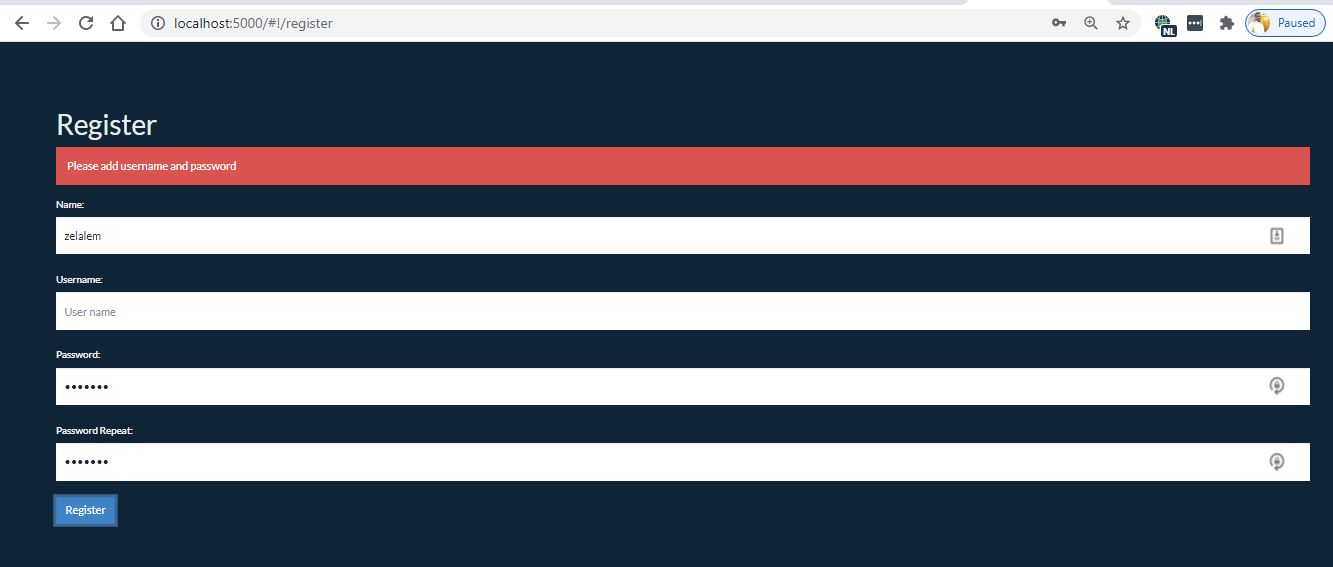 localhost:5000/#!/register
NL
Paused
Register
Please add username and password
Name:
zelalem
Username:
User name
Password:
•••••••
Password Repeat:
•••••••
Register